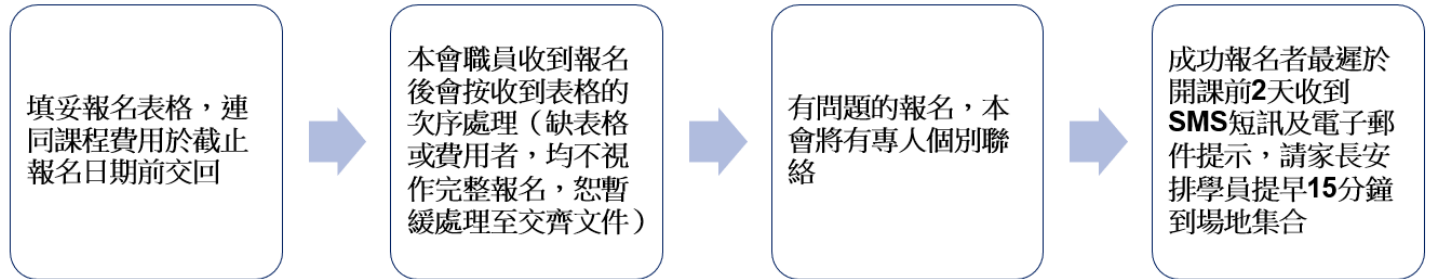 填妥報名表格，連
同課程費用於截止
報名日期前交回
本會職員收到報名
後會按收到表格的
次序處理（缺表格
或費用者，均不視
作完整報名，恕暫
緩處理至交齊文件）
有問題的報名，本
會將有專人個別聯
絡
成功報名者最遲於
開課前2天收到
SMS短訊及電子郵
件提示，請家長安
排學員提早15分鐘
到場地集合